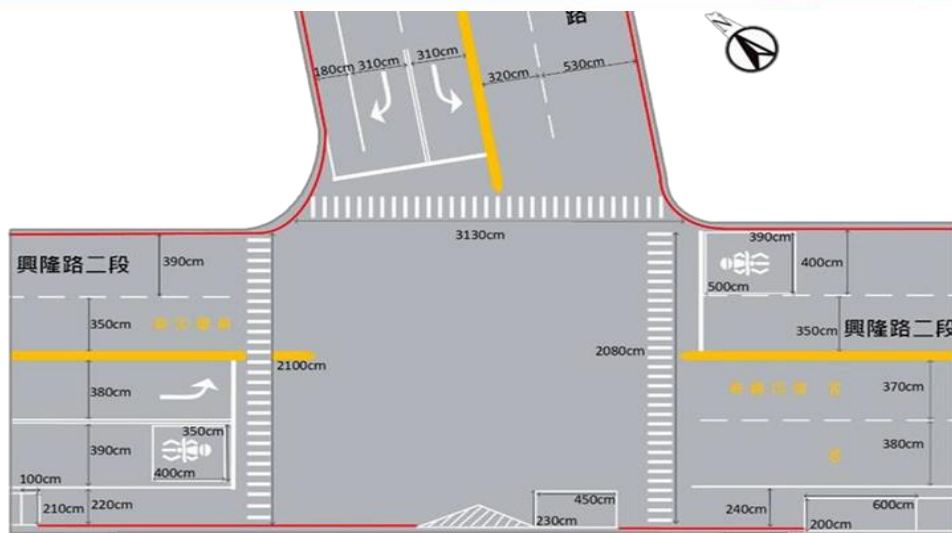 路
N
180cm 310cm 310cm
320cm 530cm
3130cm
興隆路二段
390cm
350cm
2100cm
380cm
350cm
390cm
400cm
100cm
210cm 220cm
450cm
230cm
2080cm
390cm
400cm
500cm
350cm
興隆路二段
370cm
380cm
240cm
600cm
200cm